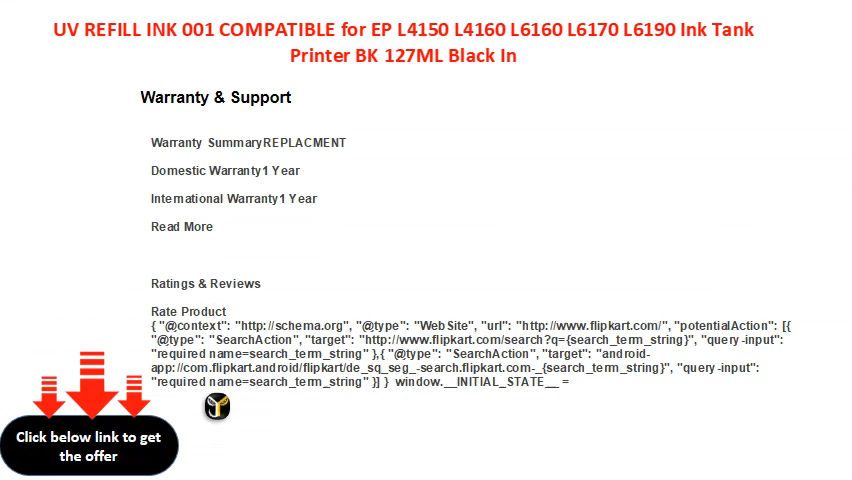 UV REFILL INK 001 COMPATIBLE for EP L4150 L4160 L6160 L6170 L6190 Ink Tank
Printer BK 127ML Black In
Warranty & Support
Warranty SummaryREPLACMENT
Domestic Warranty1 Year
International Warranty1 Year
Read More
Ratings & Reviews
Rate Product
{ "@context": "http://schema.org", "@type": "WebSite", "url": "http://www.flipkart.com/", "potentialAction": [{
"@type": "SearchAction", "target": "http://www.flipkart.com/search?q={search_term_string}", "query-input":
"required name=search_term_string" },{ "@type": "SearchAction", "target": "android-
app://com.flipkart.android/flipkart/de_sq_seg_-search.flipkart.com-_{search_term_string}", "query-input":
"required name=search_term_string" }] } window.__INITIAL_STATE__ =
Click below link to get
the offer